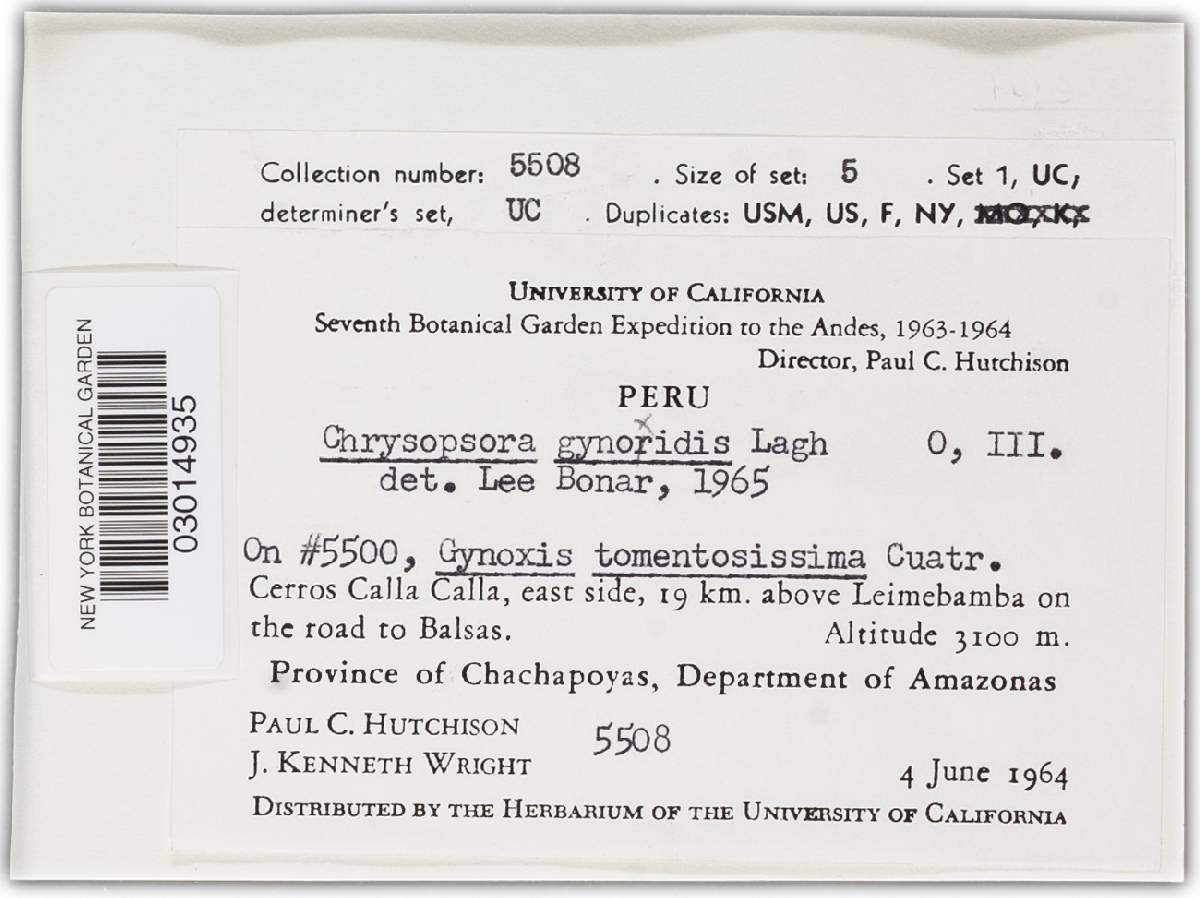 Collection number: 5508 . Size of set: 5 . Set 1, UC,
determiner's set, UC . Duplicates: USM, US, F, NY, MO, K,
UNIVERSITY OF CALIFORNIA
Seventh Botanical Garden Expedition to the Andes, 1963-1964
Director, Paul C. Hutchison
PERU
x
Chrysopsora gynoridis Lagh O, III.
det. Lee Bonar, 1965
On #5500, Gynoxis tomentosissima Cuatr.
Cerros Calla Calla, east side, 19 km. above Leimebamba on
the road to Balsas. Altitude 3100 m.
Province of Chachapoyas, Department of Amazonas
PAUL C. HUTCHISON 5508
J. KENNETH WRIGHT
4 June 1964
DISTRIBUTED BY THE HERBARIUM OF THE UNIVERSITY OF CALIFORNIA
NEW YORK BOTANICAL GARDEN
03014935